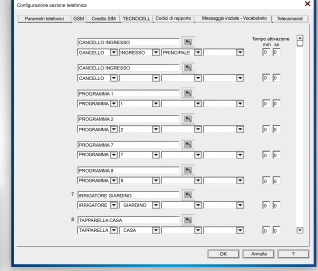 Configurazione sezione telefonica
Parametri telefonici GSM Credito SIM TECNOCELL Codici di rapporto Messaggio iniziale - Vocabolario Telecomandi
Tempo attivazione
min ss
CANCELLO INGRESSO
CANCELLO INGRESSO PRINCIPALE 0 0
CANCELLO INGRESSO
CANCELLO 0 0
PROGRAMMA 1
PROGRAMMA 1 0 0
PROGRAMMA 2
PROGRAMMA 2 0 0
PROGRAMMA 7
PROGRAMMA 7 0 0
PROGRAMMA 8
PROGRAMMA 8 0 0
7 IRRIGATORE GIARDINO
IRRIGATORE GIARDINO 0 0
8 TAPPARELLA CASA
TAPPARELLA CASA 0 0
OK Annulla ?